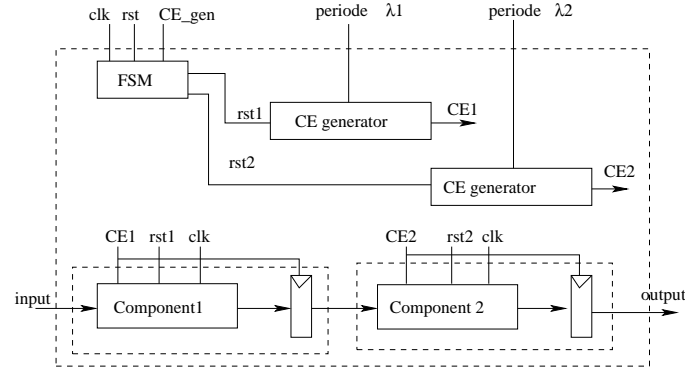 clk rst CE_gen periode λ1 periode λ2
FSM
rst1 CE generator CE1
rst2 CE generator CE2
CE1 rst1 clk CE2 rst2 clk
input Component1 Component 2 output